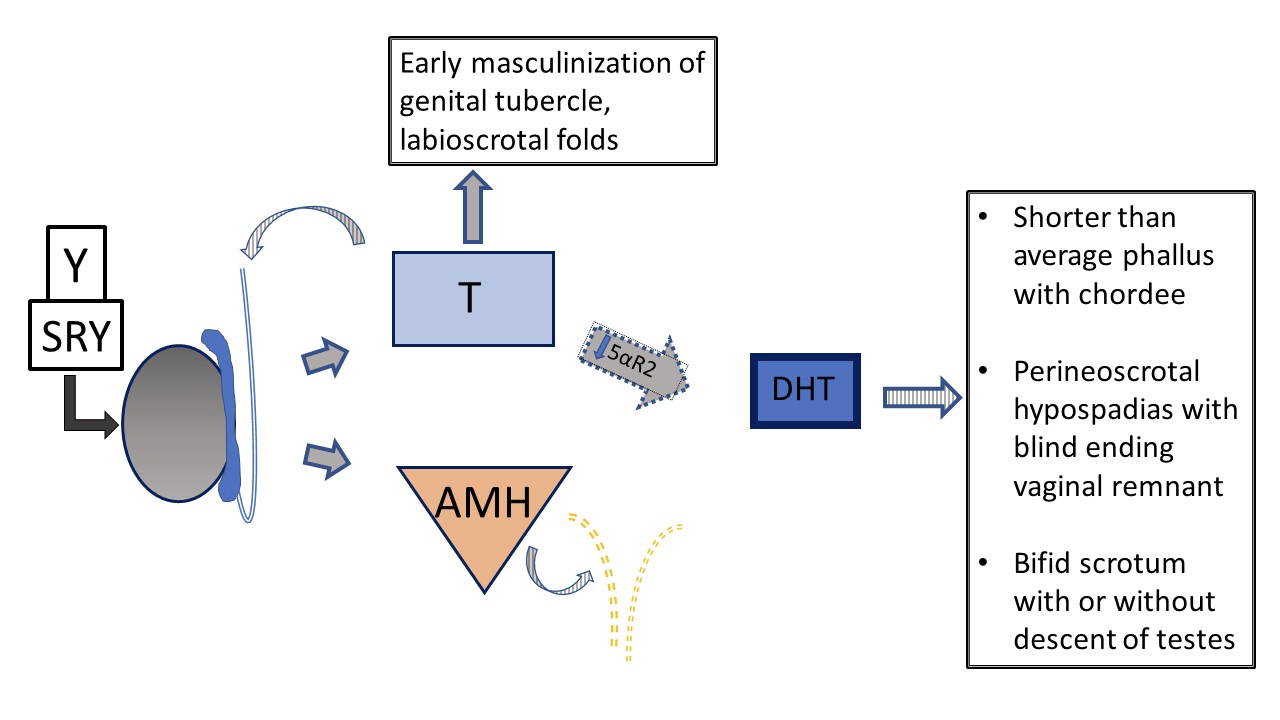 Early masculinization of
genital tubercle,
labioscrotal folds
Y
SRY
T
5αR2
DHT
AMH
• Shorter than
average phallus
with chordee
• Perineoscrotal
hypospadias with
blind ending
vaginal remnant
• Bifid scrotum
with or without
descent of testes